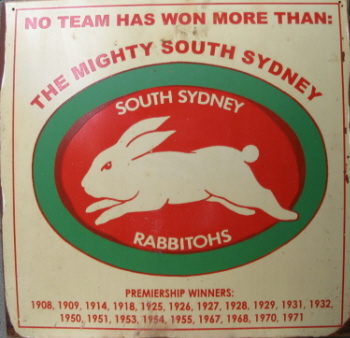 NO TEAM HAS WON MORE THAN:
THE MIGHTY SOUTH SYDNEY
SOUTH SYDNEY
RABBITOHS
PREMIERSHIP WINNERS:
1908, 1909, 1914, 1918, 1925, 1926, 1927, 1928, 1929, 1931, 1932,
1950, 1951, 1953, 1954, 1955, 1967, 1968, 1970, 1971